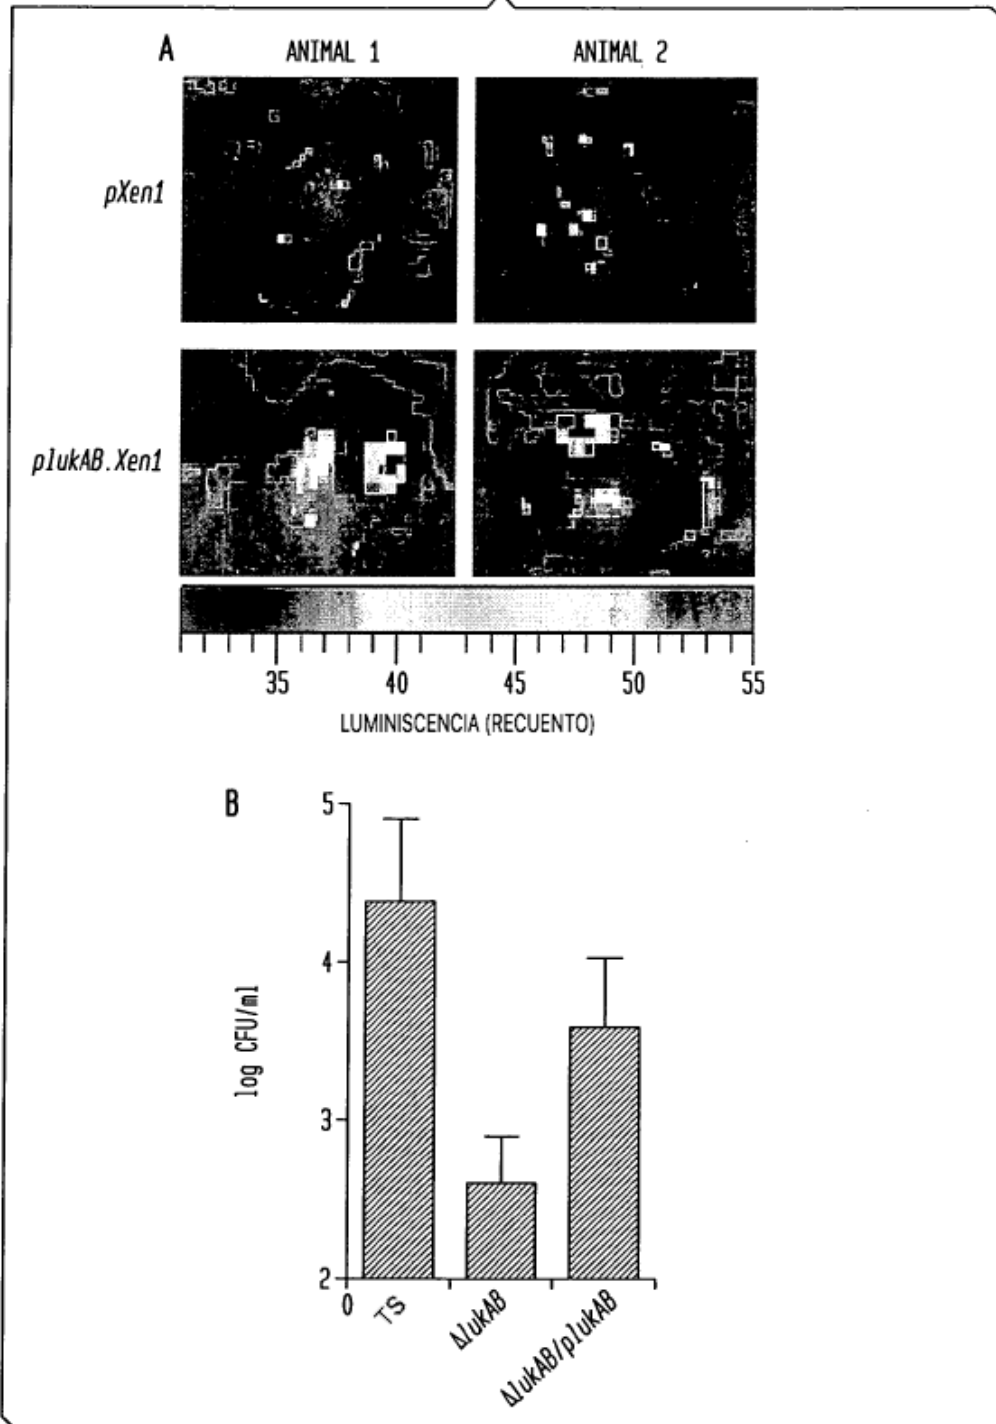 A
ANIMAL 1 ANIMAL 2
pXen1
plukAB.Xen1
35 40 45 50 55
LUMINISCENCIA (RECUENTO)
B
5
4
3
2
log CFU/ml
0 TS ΔlukAB ΔlukAB/plukAB